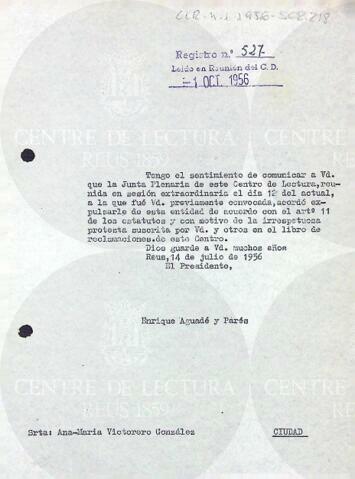 CLR-4.1 1956-SC8.218
Registro n.º 527
Leído en Reunión del C. D.
-1 OCT. 1956
CENTRE DE LECTURA
REUS 1859
Tengo el sentimiento de comunicar a Vd.
que la Junta Plenaria de este Centro de Lectura, reu-
nida en sesión extraordinaria el día 12 del actual,
a la que fué Vd. previamente convocada, acordó ex-
pulsarle de esta entidad de acuerdo con el artº 11
de los estatutos y con motivo de la irrespetuosa
protesta suscrita por Vd. y otros en el libro de
reclamaciones de este Centro.
Dios guarde a Vd. muchos años
Reus, 14 de julio de 1956
El Presidente,
Enrique Aguadé y Parés
CENTRE DE LECTURA
REUS 1859
Srta: Ana-María Victorero González
CIUDAD